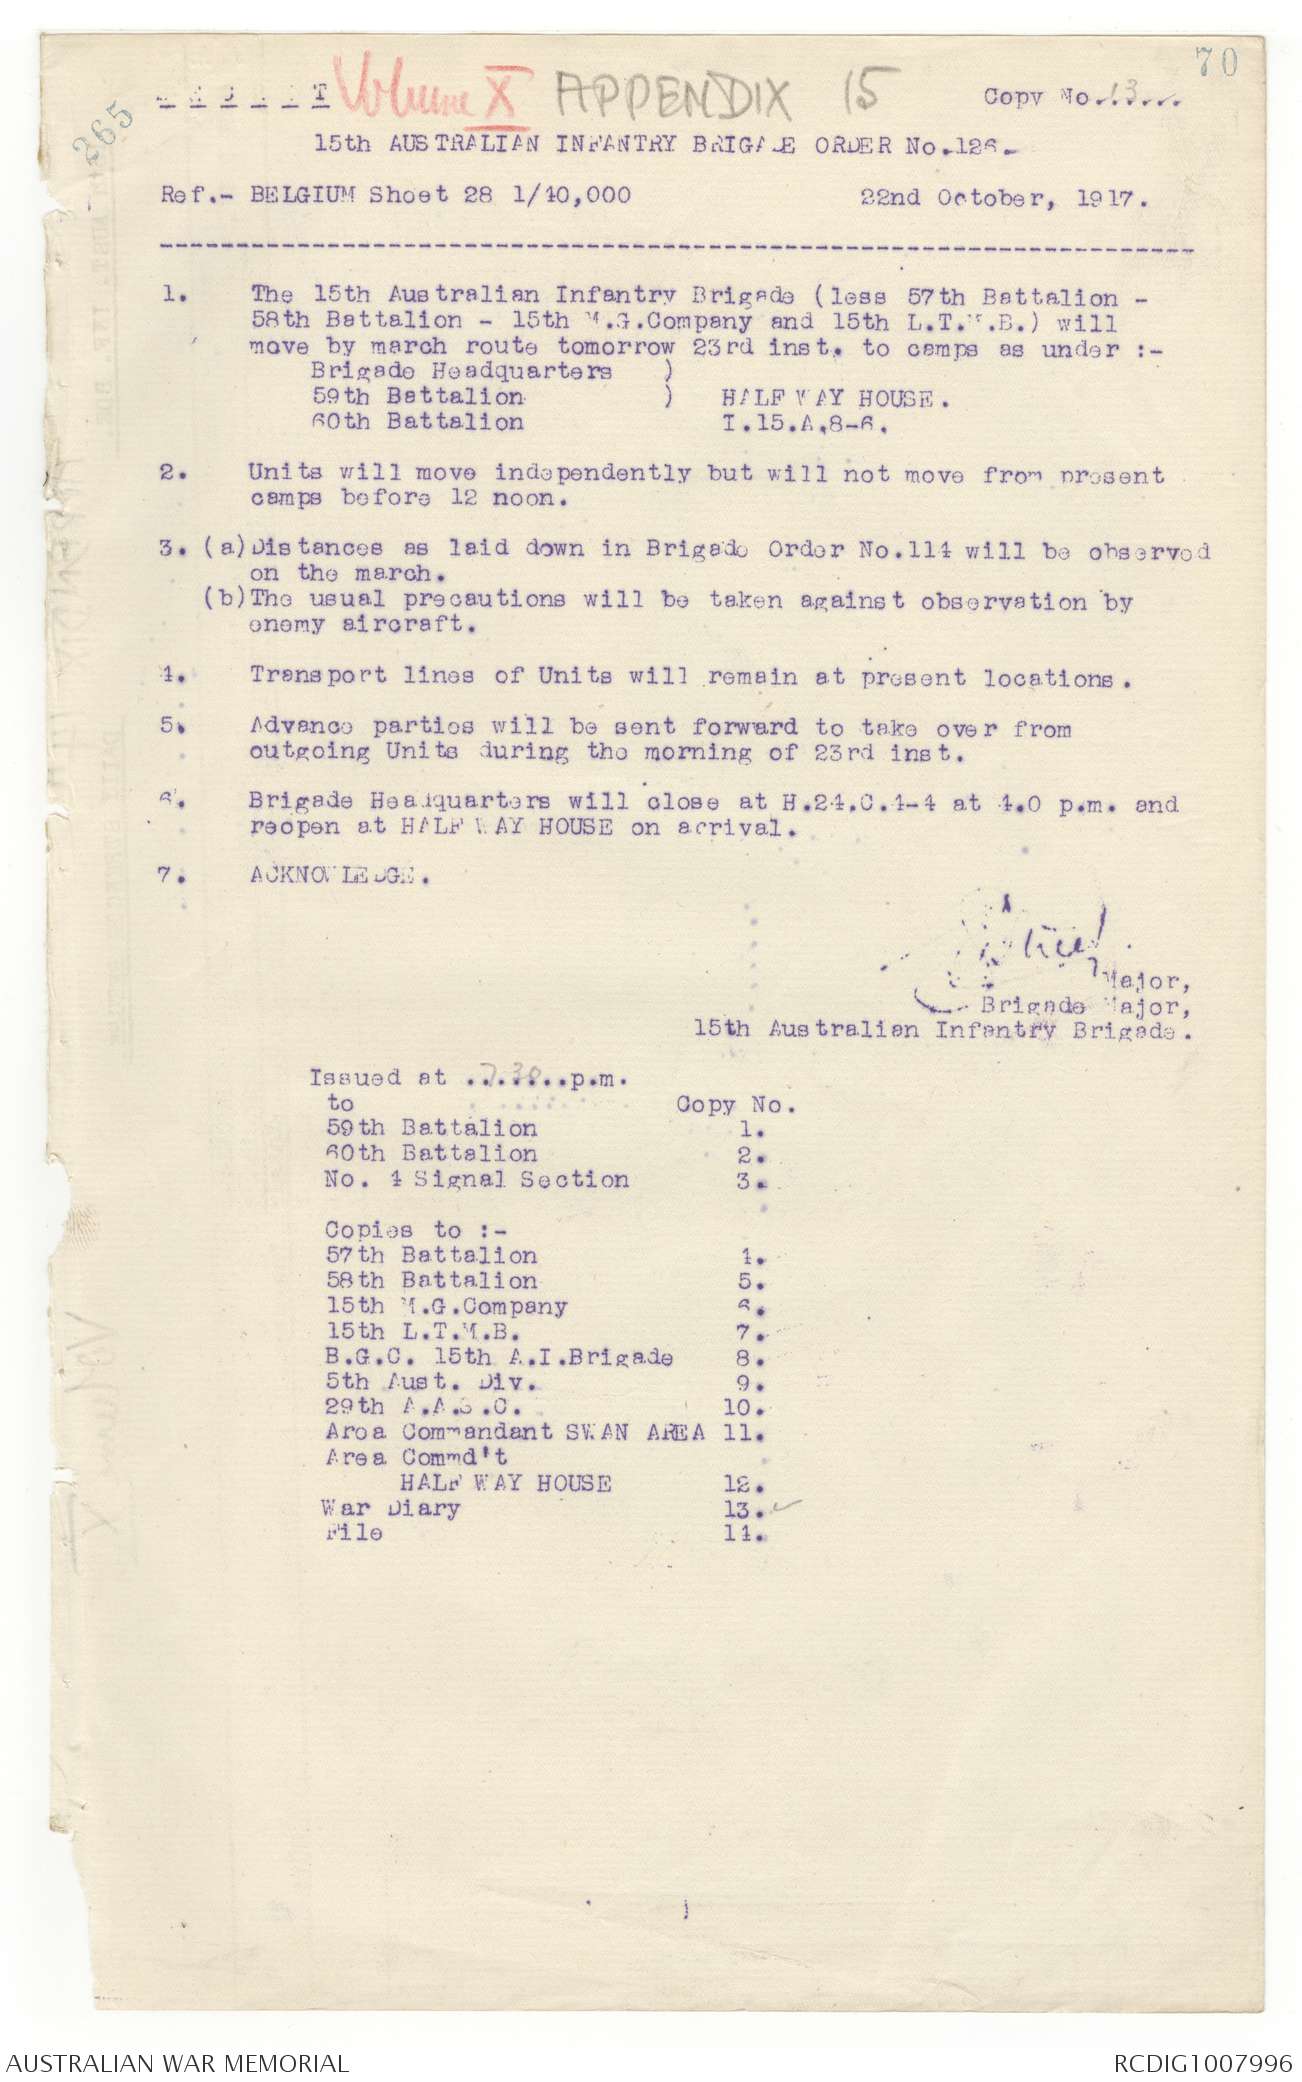 70
265
S E C R E T Volume X APPENDIX 15 Copy No..13....
15th AUSTRALIAN INFANTRY BRIGADE ORDER No.126.
Ref.- BELGIUM Sheet 28 1/40,000 22nd October, 1917.
1. The 15th Australian Infantry Brigade (less 57th Battalion -
58th Battalion - 15th M.G.Company and 15th L.T.M.B.) will
move by march route tomorrow 23rd inst. to camps as under :-
Brigade Headquarters )
59th Battalion ) HALF WAY HOUSE.
60th Battalion I.15.A.8-6.
2. Units will move independently but will not move from present
camps before 12 noon.
3. (a)Distances as laid down in Brigade Order No.114 will be observed
on the march.
(b)The usual precautions will be taken against observation by
enemy aircraft.
4. Transport lines of Units will remain at present locations.
5. Advance parties will be sent forward to take over from
outgoing Units during the morning of 23rd inst.
6. Brigade Headquarters will close at H.24.C.4-4 at 4.0 p.m. and
reopen at HALF WAY HOUSE on arrival.
7. ACKNOWLEDGE.
Major,
Brigade Major,
15th Australian Infantry Brigade.
Issued at ..7.30..p.m.
to Copy No.
59th Battalion 1.
60th Battalion 2.
No. 4 Signal Section 3.
Copies to :-
57th Battalion 4.
58th Battalion 5.
15th M.G.Company 6.
15th L.T.M.B. 7.
B.G.C. 15th A.I.Brigade 8.
5th Aust. Div. 9.
29th A.A.S.C. 10.
Area Commandant SWAN AREA 11.
Area Commd't
HALF WAY HOUSE 12.
War Diary 13.
File 14.
AUSTRALIAN WAR MEMORIAL RCDIG1007996